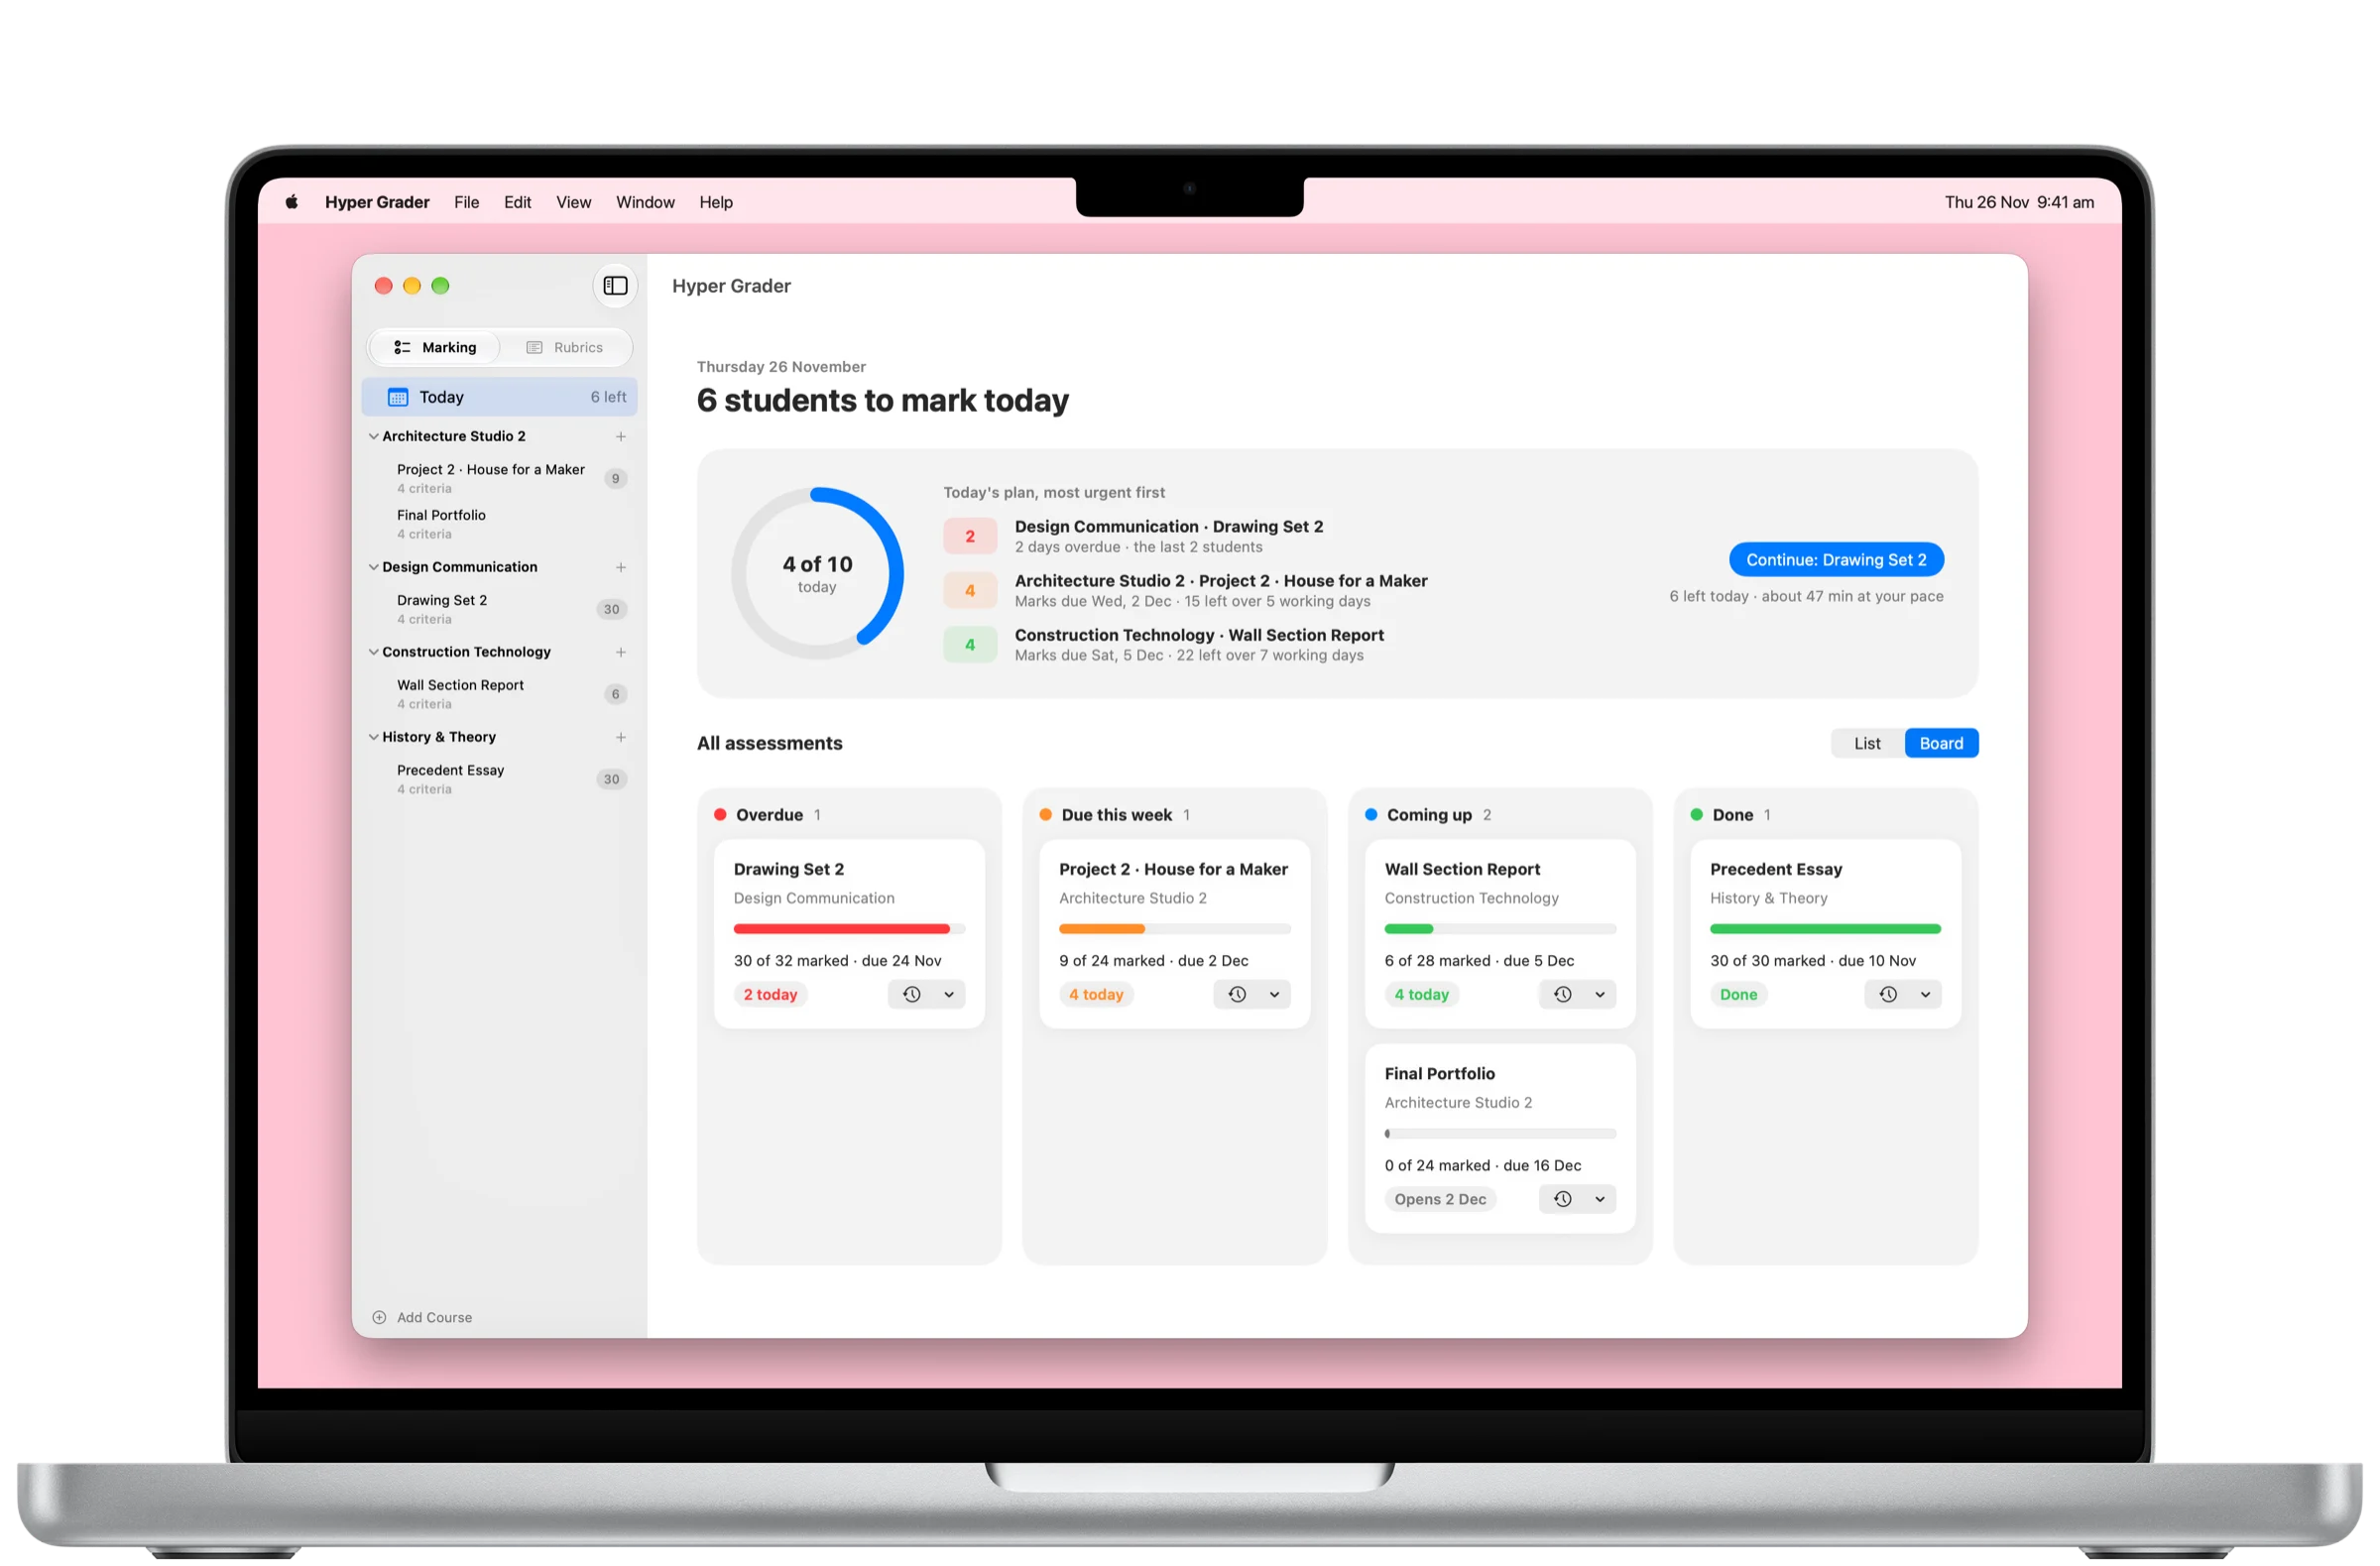 Hyper Grader File Edit View Window Help
Thu 26 Nov 9:41 am
Hyper Grader
Marking
Rubrics
Today 6 left
Architecture Studio 2
Project 2 · House for a Maker 9
4 criteria
Final Portfolio
4 criteria
Design Communication
Drawing Set 2 30
4 criteria
Construction Technology
Wall Section Report 6
4 criteria
History & Theory
Precedent Essay 30
4 criteria
Add Course
Thursday 26 November
6 students to mark today
4 of 10
today
Today's plan, most urgent first
2 Design Communication · Drawing Set 2
2 days overdue · the last 2 students
4 Architecture Studio 2 · Project 2 · House for a Maker
Marks due Wed, 2 Dec · 15 left over 5 working days
4 Construction Technology · Wall Section Report
Marks due Sat, 5 Dec · 22 left over 7 working days
Continue: Drawing Set 2
6 left today · about 47 min at your pace
All assessments
List Board
Overdue 1
Drawing Set 2
Design Communication
30 of 32 marked · due 24 Nov
2 today
Due this week 1
Project 2 · House for a Maker
Architecture Studio 2
9 of 24 marked · due 2 Dec
4 today
Coming up 2
Wall Section Report
Construction Technology
6 of 28 marked · due 5 Dec
4 today
Final Portfolio
Architecture Studio 2
0 of 24 marked · due 16 Dec
Opens 2 Dec
Done 1
Precedent Essay
History & Theory
30 of 30 marked · due 10 Nov
Done